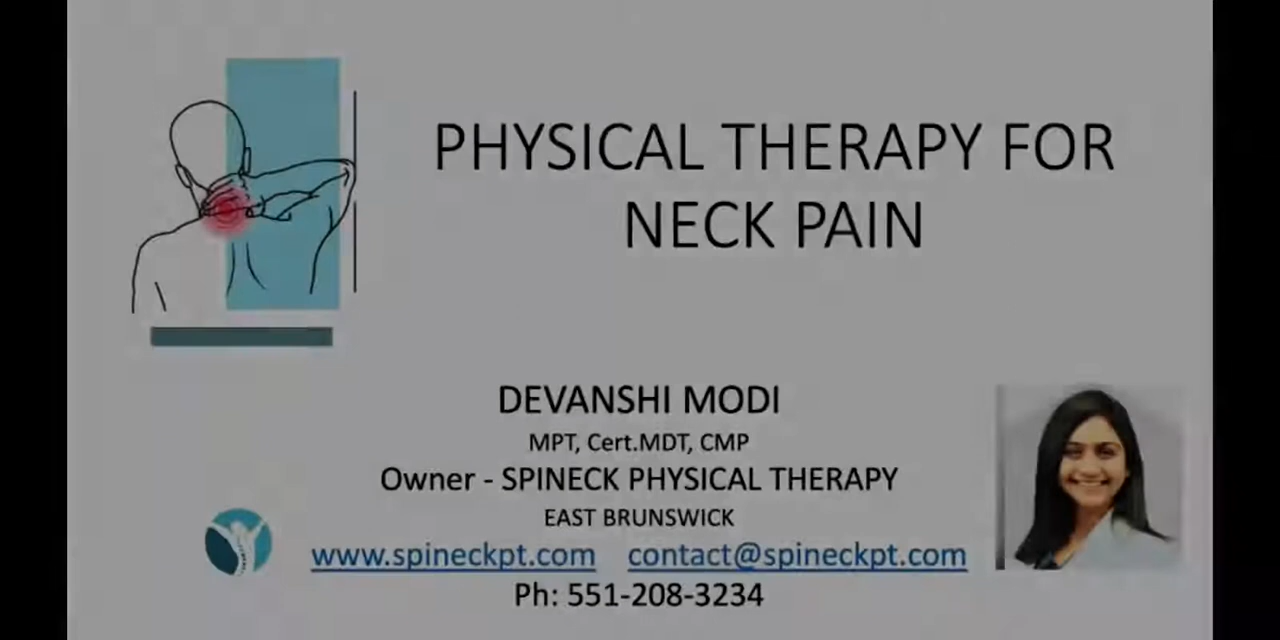 PHYSICAL THERAPY FOR
NECK PAIN
DEVANSHI MODI
MPT, Cert.MDT, CMP
Owner - SPINECK PHYSICAL THERAPY
EAST BRUNSWICK
www.spineckpt.com contact@spineckpt.com
Ph: 551-208-3234